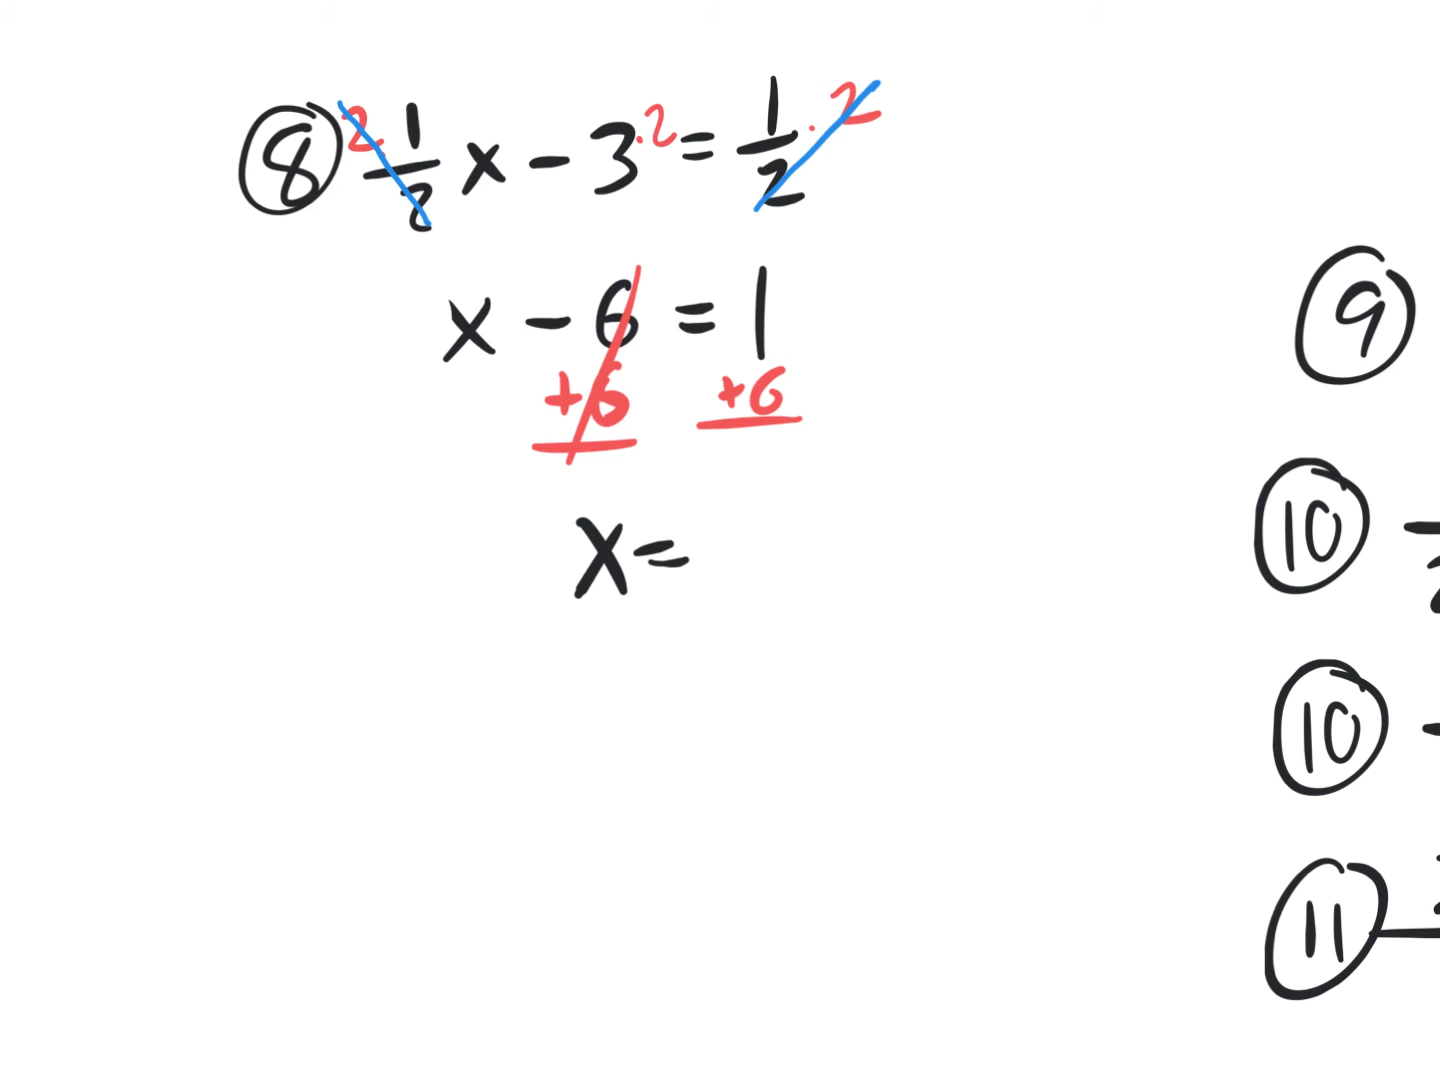 ⑧ 2 1/2 x - 3 · 2 = 1/2 · 2
x - 6 = 1
+6 +6
x =
⑨
⑩
⑩
⑪